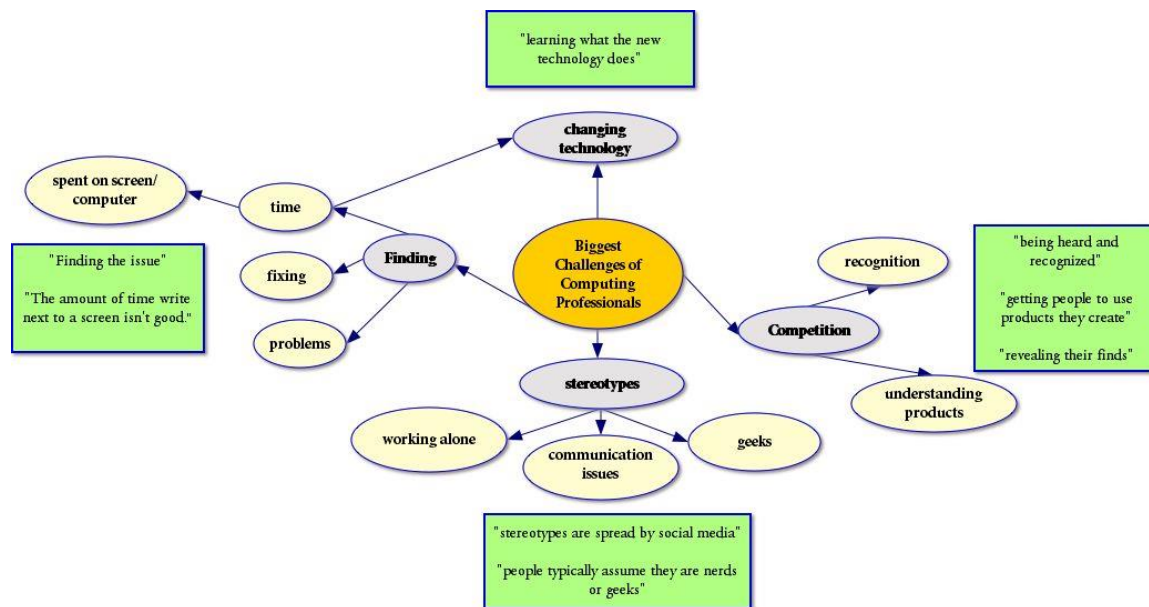 "learning what the new
technology does"
changing
technology
spent on screen/
computer
time
Finding
fixing
problems
"Finding the issue"
"The amount of time write
next to a screen isn't good."
Biggest
Challenges of
Computing
Professionals
recognition
Competition
understanding
products
"being heard and
recognized"
"getting people to use
products they create"
"revealing their finds"
stereotypes
working alone
communication
issues
geeks
"stereotypes are spread by social media"
"people typically assume they are nerds
or geeks"